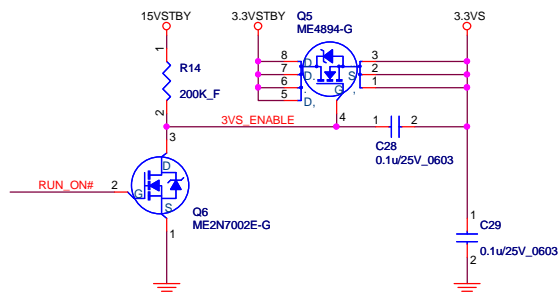 15VSTBY
3.3VSTBY
Q5
ME4894-G
3.3VS
1
R14
200K_F
2
8
7
6
5
D
D
D
D
S
G
3
2
1
4
3VS_ENABLE
1
2
C28
0.1u/25V_0603
3
D
RUN_ON#
2
G
S
Q6
ME2N7002E-G
1
1
C29
0.1u/25V_0603
2